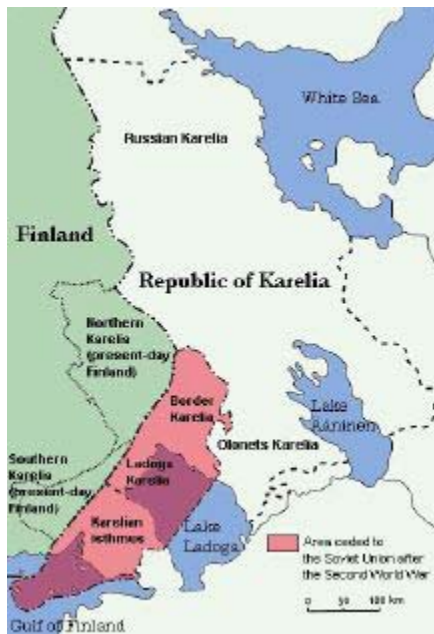 White Sea
Russian Karelia
Finland
Republic of Karelia
Northern
Karelia
(present-day
Finland)
Border
Karelia
Lake
Ääninen
Olonets Karelia
Southern
Karelia
(present-day
Finland)
Ladoga
Karelia
Karelian
isthmus
Lake
Ladoga
Area ceded to
the Soviet Union after
the Second World War
0 50 100 km
Gulf of Finland